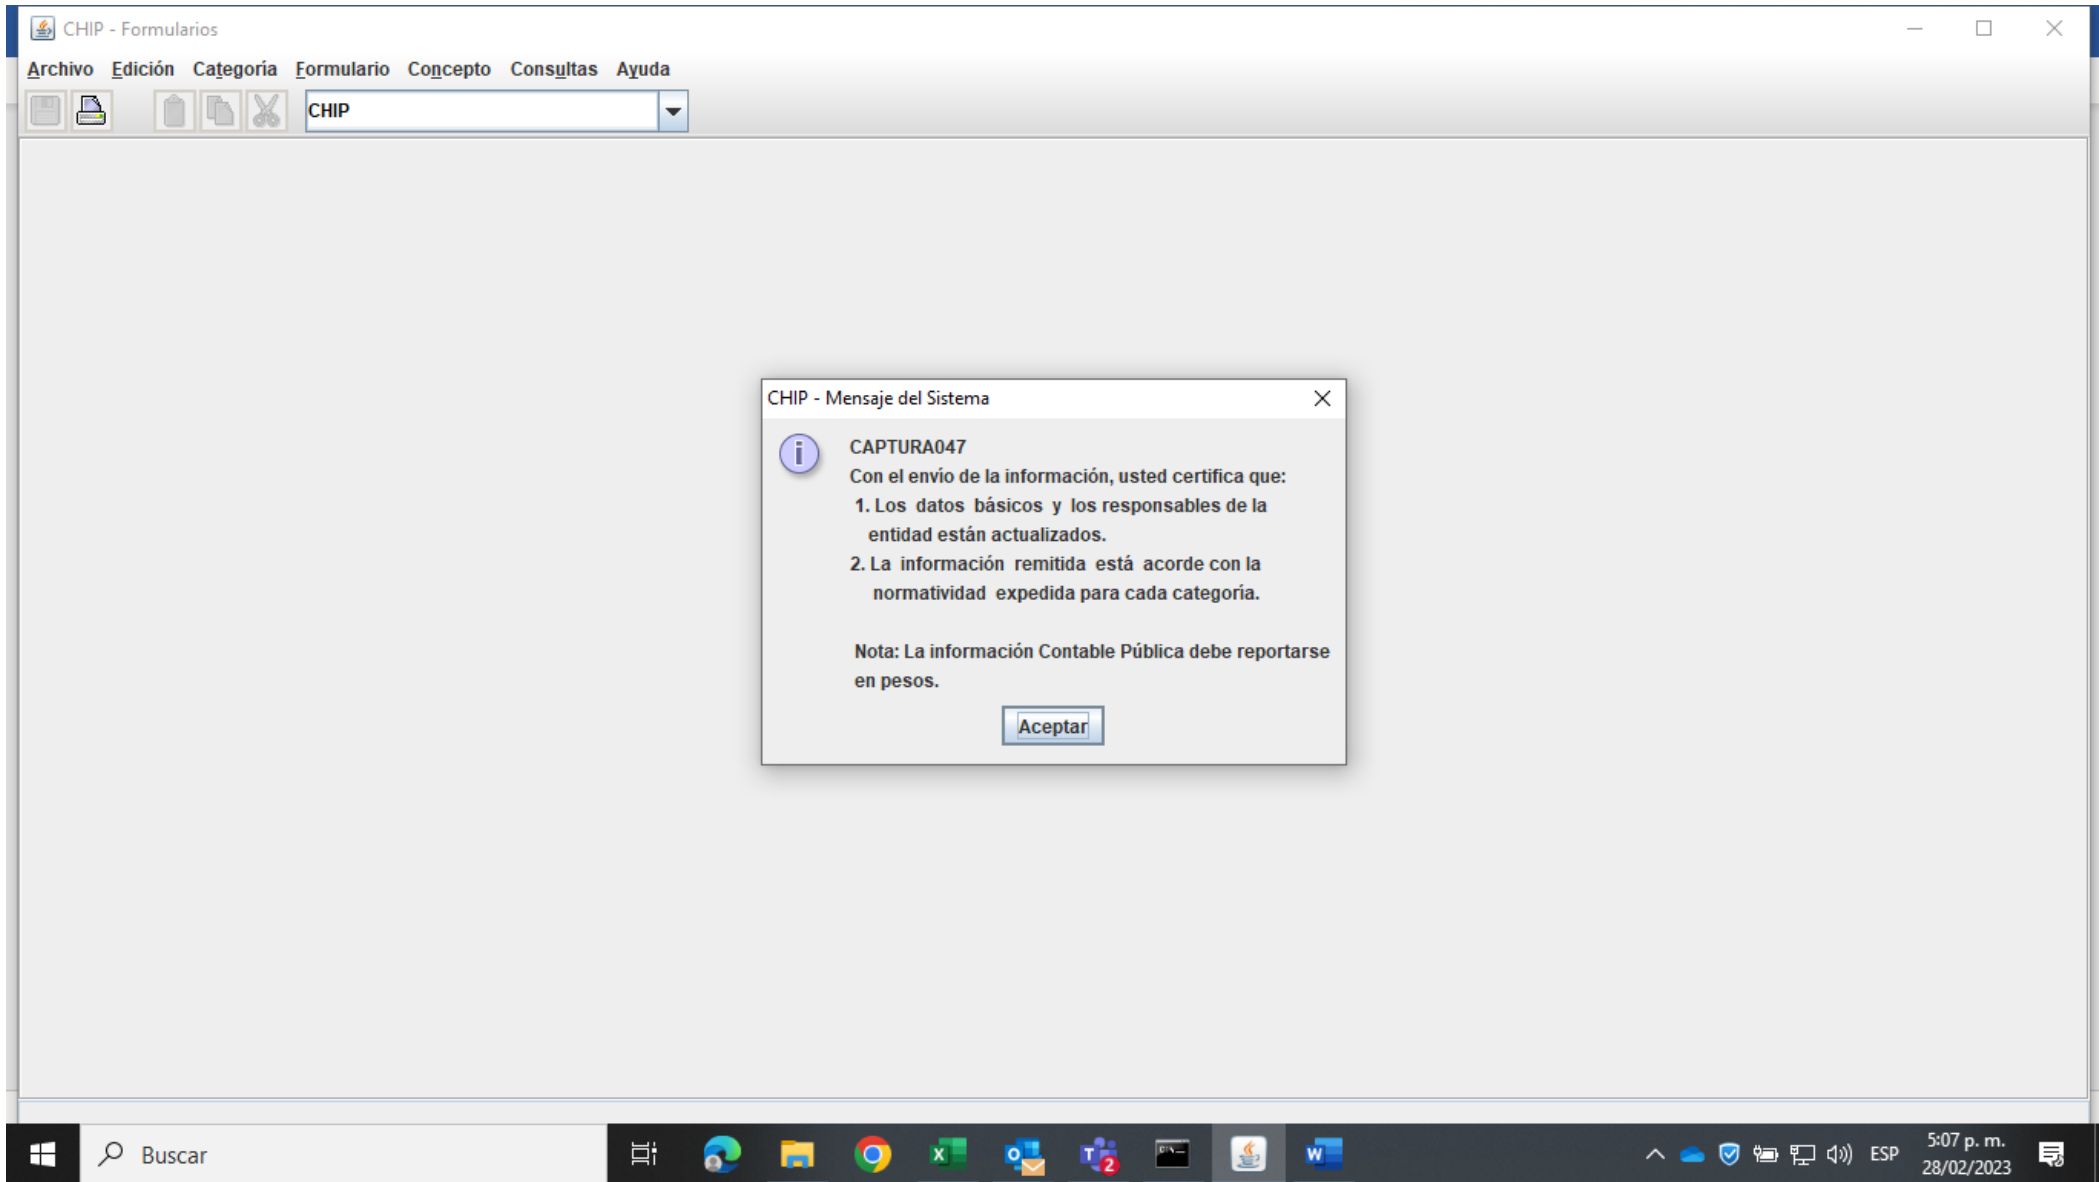 CHIP - Formularios
Archivo Edición Categoría Formulario Concepto Consultas Ayuda
CHIP
CHIP - Mensaje del Sistema
CAPTURA047
Con el envío de la información, usted certifica que:
1. Los datos básicos y los responsables de la
entidad están actualizados.
2. La información remitida está acorde con la
normatividad expedida para cada categoría.
Nota: La información Contable Pública debe reportarse
en pesos.
Aceptar
Buscar
ESP
5:07 p. m.
28/02/2023